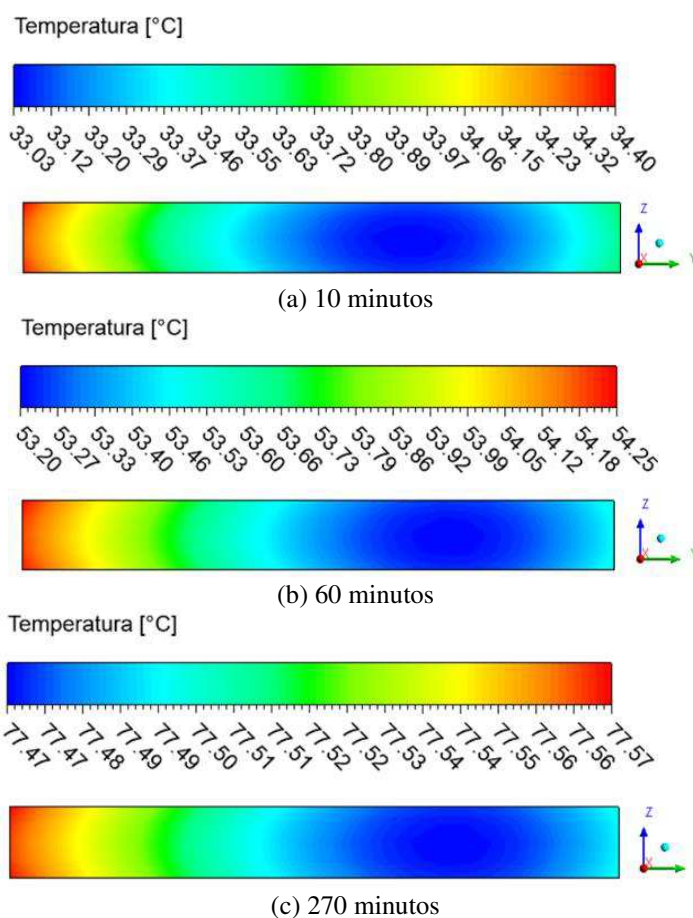 Temperatura [°C]
33.03 33.12 33.20 33.29 33.37 33.46 33.55 33.63 33.72 33.80 33.89 33.97 34.06 34.15 34.23 34.32 34.40
Z
X Y
(a) 10 minutos
Temperatura [°C]
53.20 53.27 53.33 53.40 53.46 53.53 53.60 53.66 53.73 53.79 53.86 53.92 53.99 54.05 54.12 54.18 54.25
Z
X Y
(b) 60 minutos
Temperatura [°C]
77.47 77.47 77.48 77.49 77.49 77.50 77.51 77.51 77.52 77.52 77.53 77.54 77.54 77.55 77.56 77.56 77.57
Z
X
(c) 270 minutos